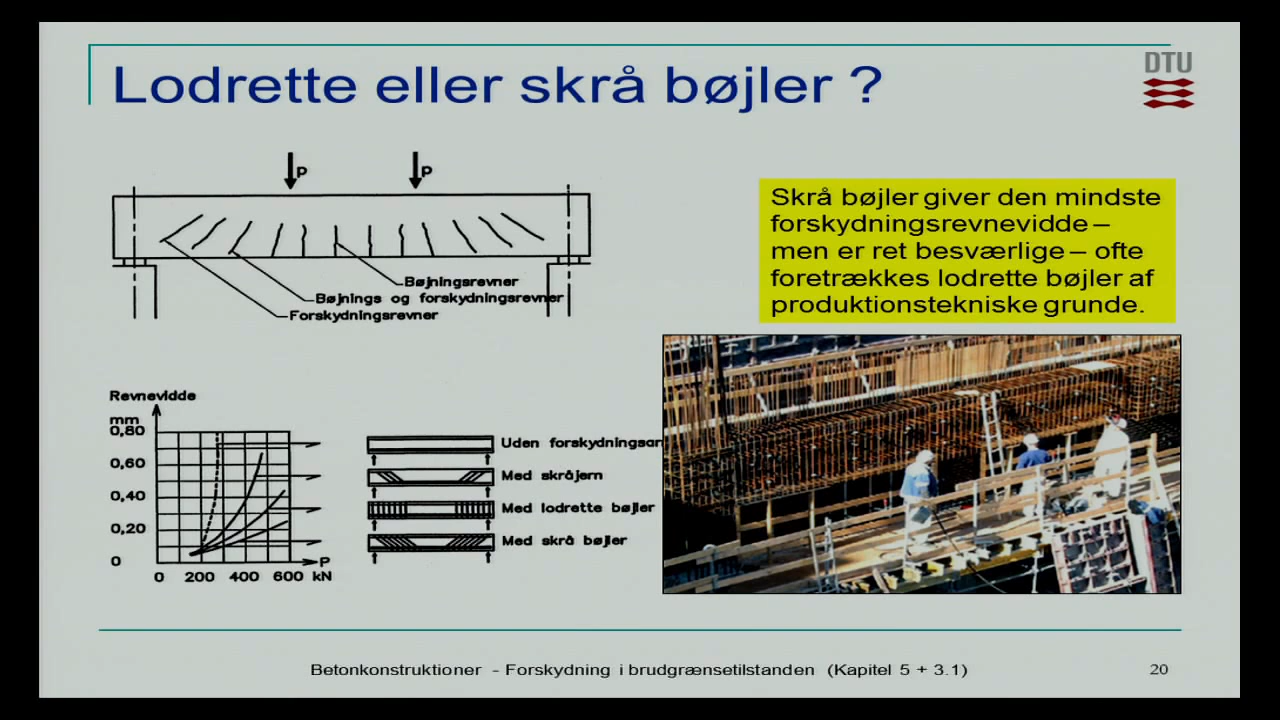 Lodrette eller skrå bøjler ?
DTU
P
P
Bøjningsrevner
Bøjnings og forskydningsrevner
Forskydningsrevner
Skrå bøjler giver den mindste
forskydningsrevnevidde –
men er ret besværlige – ofte
foretrækkes lodrette bøjler af
produktionstekniske grunde.
Revnevidde
mm
0,80
0,60
0,40
0,20
0
0 200 400 600 kN
P
Uden forskydningsar
Med skråjern
Med lodrette bøjler
Med skrå bøjler
Betonkonstruktioner - Forskydning i brudgrænsetilstanden (Kapitel 5 + 3.1)
20